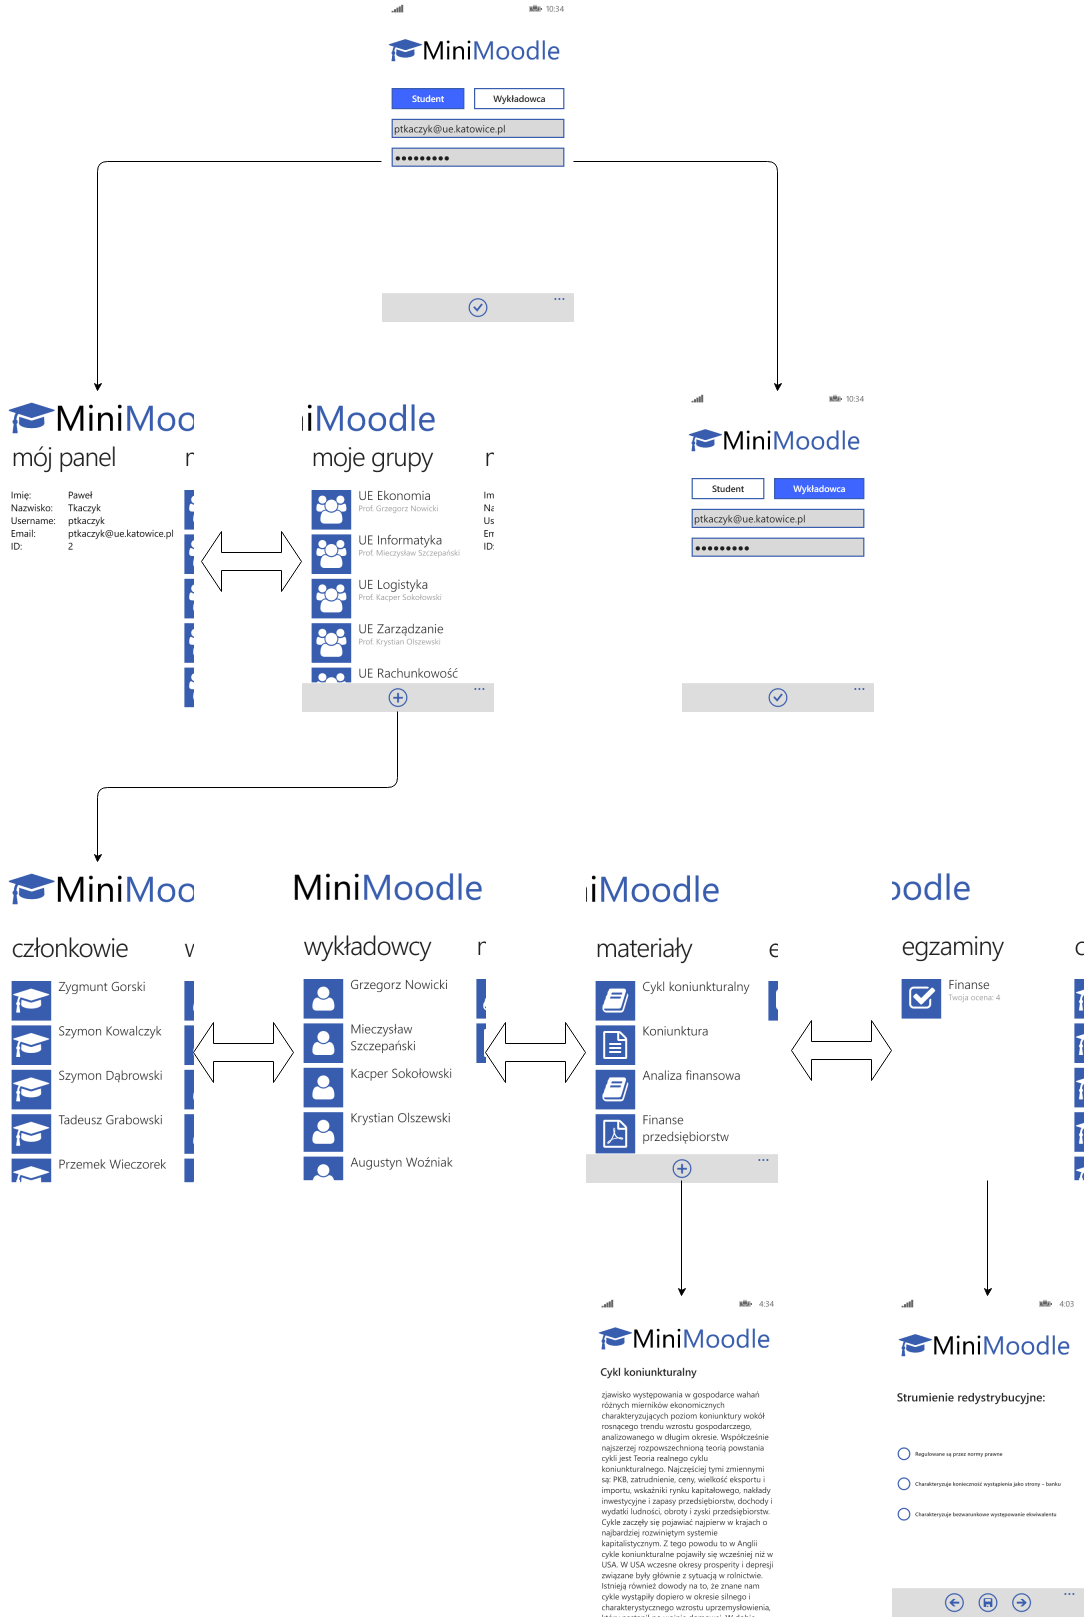 10:34
MiniMoodle
Student
Wykładowca
ptkaczyk@ue.katowice.pl
MiniMoo
mój panel
Imię: Paweł
Nazwisko: Tkaczyk
Username: ptkaczyk
Email: ptkaczyk@ue.katowice.pl
ID: 2
iMoodle
moje grupy
UE Ekonomia
Prof. Grzegorz Nowicki
UE Informatyka
Prof. Mieczysław Szczepański
UE Logistyka
Prof. Kacper Sokołowski
UE Zarządzanie
Prof. Krystian Olszewski
UE Rachunkowość
Im
Na
Us
Em
ID:
10:34
MiniMoodle
Student
Wykładowca
ptkaczyk@ue.katowice.pl
MiniMoo
członkowie
w
Zygmunt Gorski
Szymon Kowalczyk
Szymon Dąbrowski
Tadeusz Grabowski
Przemek Wieczorek
MiniMoodle
wykładowcy
Grzegorz Nowicki
Mieczysław
Szczepański
Kacper Sokołowski
Krystian Olszewski
Augustyn Woźniak
iMoodle
materiały
e
Cykl koniunkturalny
Koniunktura
Analiza finansowa
Finanse
przedsiębiorstw
oodle
egzaminy
Finanse
Twoja ocena: 4
4:34
MiniMoodle
Cykl koniunkturalny
zjawisko występowania w gospodarce wahań
różnych mierników ekonomicznych
charakteryzujących poziom koniunktury wokół
rosnącego trendu wzrostu gospodarczego,
analizowanego w długim okresie. Współcześnie
najszerzej rozpowszechnioną teorią powstania
cykli jest Teoria realnego cyklu
koniunkturalnego. Najczęściej tymi zmiennymi
są: PKB, zatrudnienie, ceny, wielkość eksportu i
importu, wskaźniki rynku kapitałowego, nakłady
inwestycyjne i zapasy przedsiębiorstw, dochody i
wydatki ludności, obroty i zyski przedsiębiorstw.
Cykle zaczęły się pojawiać najpierw w krajach o
najbardziej rozwiniętym systemie
kapitalistycznym. Z tego powodu to w Anglii
cykle koniunkturalne pojawiły się wcześniej niż w
USA. W USA wczesne okresy prosperity i depresji
związane były głównie z sytuacją w rolnictwie.
Istnieją również dowody na to, że znane nam
cykle wystąpiły dopiero w okresie silnego i
charakterystycznego wzrostu uprzemysłowienia,
4:03
MiniMoodle
Strumienie redystrybucyjne:
Regulowane są przez normy prawne
Charakteryzuje konieczność wystąpienia jako strony – banku
Charakteryzuje bezwarunkowe występowanie ekwiwalentu